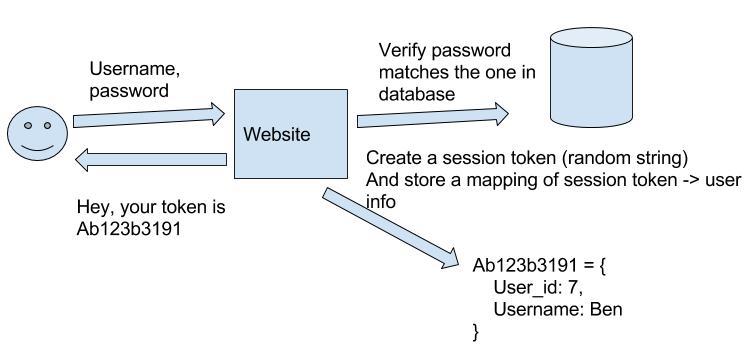 Username,
password
Verify password
matches the one in
database
Website
Create a session token (random string)
And store a mapping of session token -> user
info
Hey, your token is
Ab123b3191
Ab123b3191 = {
User_id: 7,
Username: Ben
}